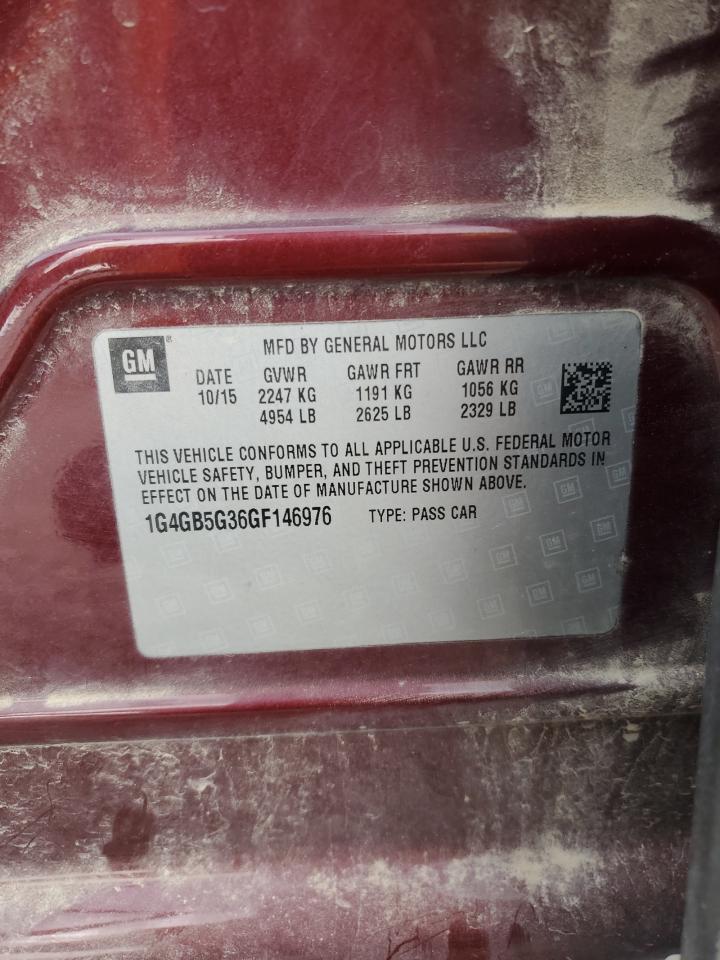 GM®
MFD BY GENERAL MOTORS LLC
DATE GVWR GAWR FRT GAWR RR
10/15 2247 KG 1191 KG 1056 KG
4954 LB 2625 LB 2329 LB
THIS VEHICLE CONFORMS TO ALL APPLICABLE U.S. FEDERAL MOTOR
VEHICLE SAFETY, BUMPER, AND THEFT PREVENTION STANDARDS IN
EFFECT ON THE DATE OF MANUFACTURE SHOWN ABOVE.
1G4GB5G36GF146976 TYPE: PASS CAR